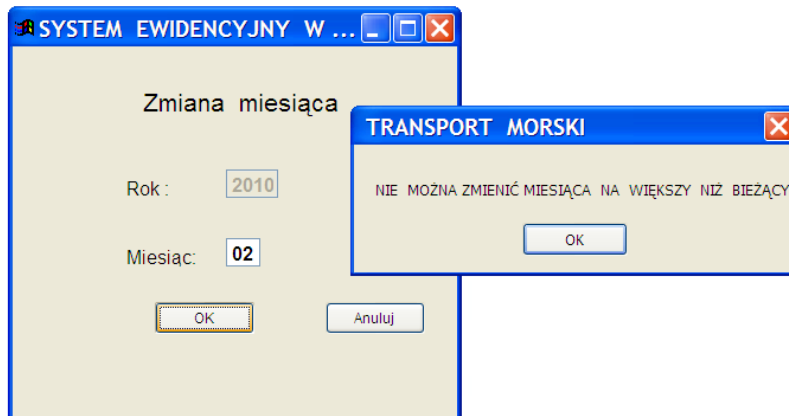 SYSTEM EWIDENCYJNY W ...
Zmiana miesiąca
Rok :
2010
Miesiąc:
02
OK
Anuluj
TRANSPORT MORSKI
NIE MOŻNA ZMIENIĆ MIESIĄCA NA WIĘKSZY NIŻ BIEŻĄCY
OK